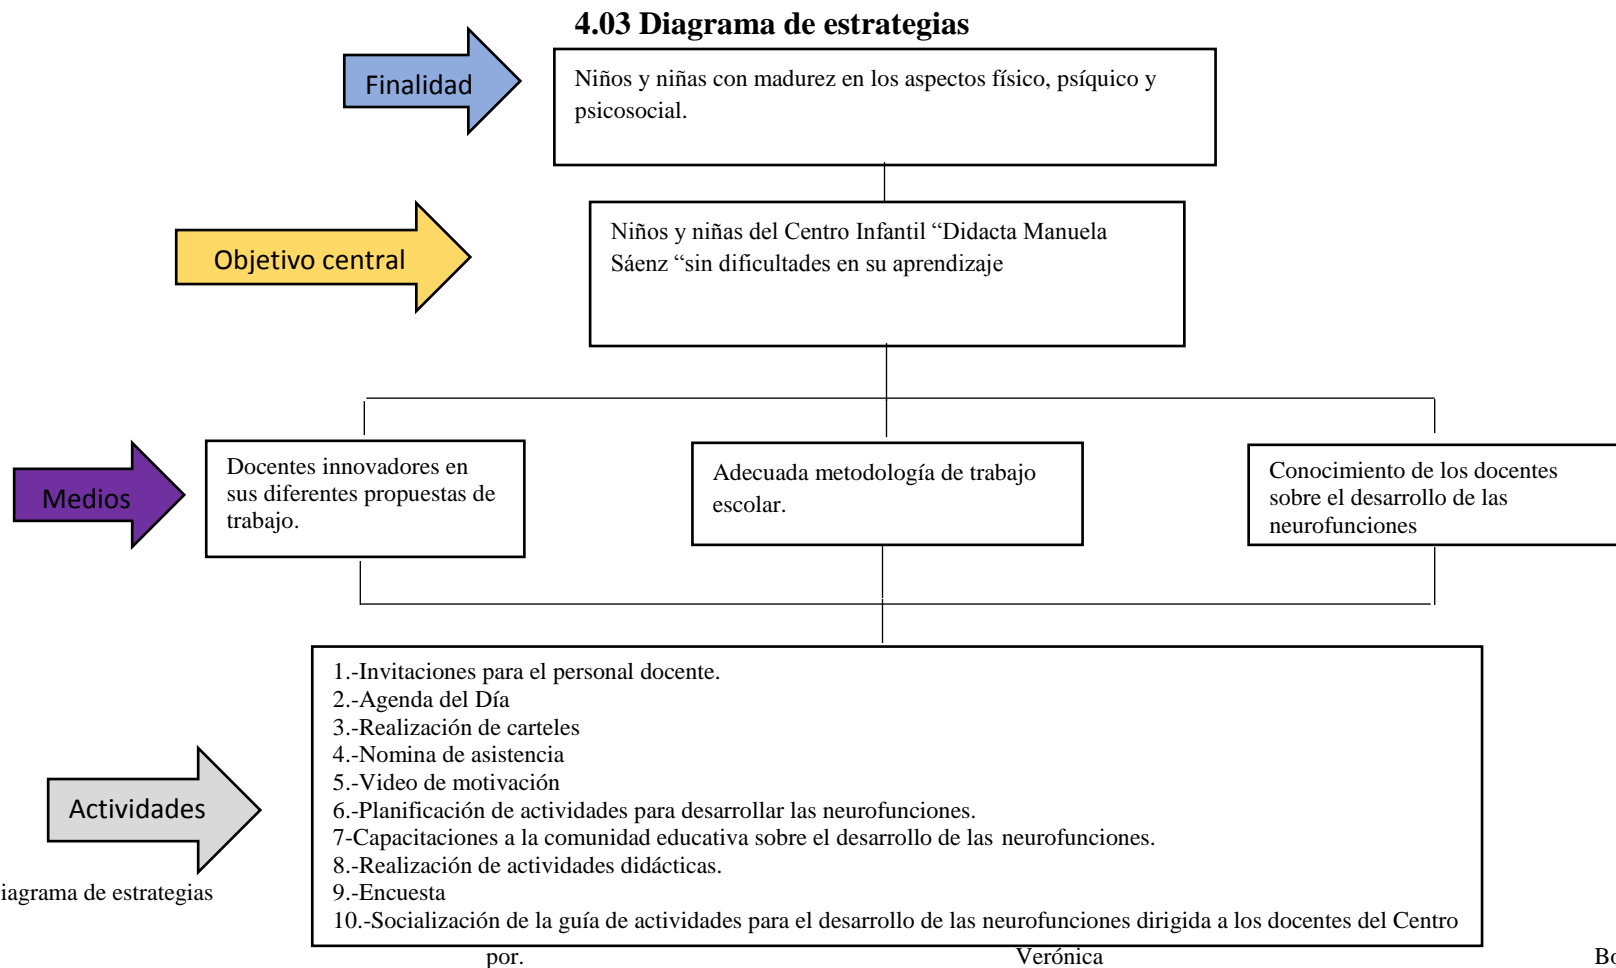 4.03 Diagrama de estrategias
Finalidad
Niños y niñas con madurez en los aspectos físico, psíquico y
psicosocial.
Objetivo central
Niños y niñas del Centro Infantil “Didacta Manuela
Sáenz “sin dificultades en su aprendizaje
Medios
Docentes innovadores en
sus diferentes propuestas de
trabajo.
Adecuada metodología de trabajo
escolar.
Conocimiento de los docentes
sobre el desarrollo de las
neurofunciones
Actividades
1.-Invitaciones para el personal docente.
2.-Agenda del Día
3.-Realización de carteles
4.-Nomina de asistencia
5.-Video de motivación
6.-Planificación de actividades para desarrollar las neurofunciones.
7-Capacitaciones a la comunidad educativa sobre el desarrollo de las neurofunciones.
8.-Realización de actividades didácticas.
9.-Encuesta
10.-Socialización de la guía de actividades para el desarrollo de las neurofunciones dirigida a los docentes del Centro
iagrama de estrategias
por. Verónica Bo